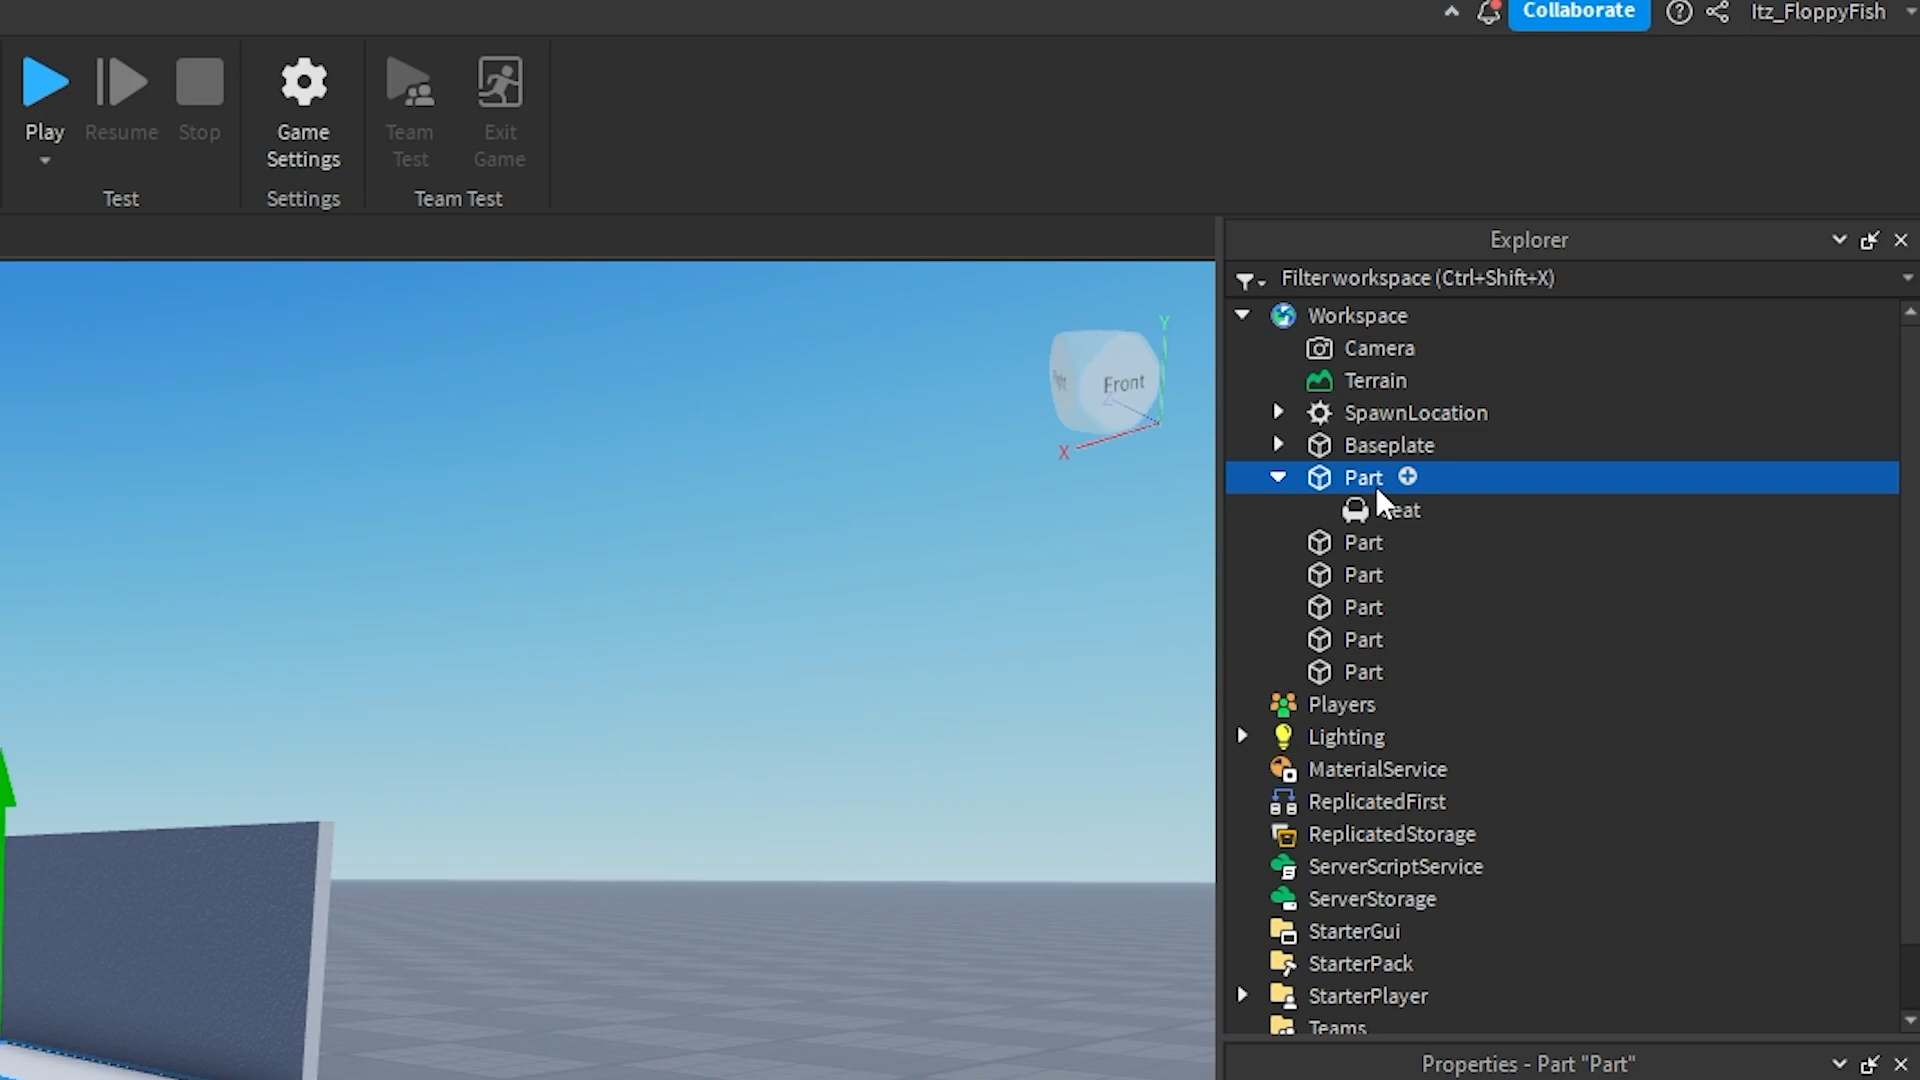 Collaborate
Itz_FloppyFish
Play
Resume
Stop
Game
Settings
Team
Test
Exit
Game
Test
Settings
Team Test
Explorer
Filter workspace (Ctrl+Shift+X)
Workspace
Camera
Terrain
SpawnLocation
Baseplate
Part
eat
Part
Part
Part
Part
Part
Players
Lighting
MaterialService
ReplicatedFirst
ReplicatedStorage
ServerScriptService
ServerStorage
StarterGui
StarterPack
StarterPlayer
Teams
Y
Front
Z
X
Properties - Part "Part"